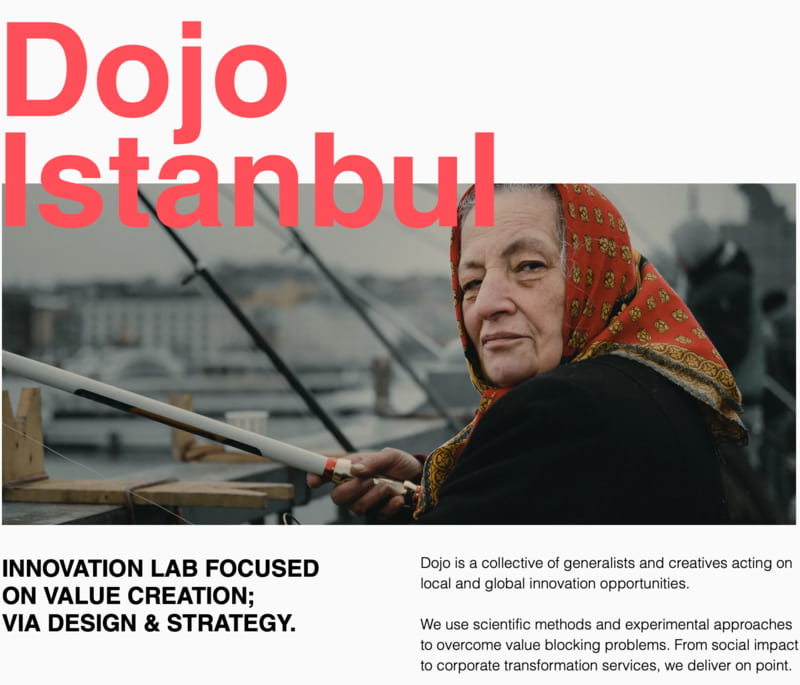 Dojo
Istanbul
INNOVATION LAB FOCUSED
ON VALUE CREATION;
VIA DESIGN & STRATEGY.
Dojo is a collective of generalists and creatives acting on
local and global innovation opportunities.
We use scientific methods and experimental approaches
to overcome value blocking problems. From social impact
to corporate transformation services, we deliver on point.